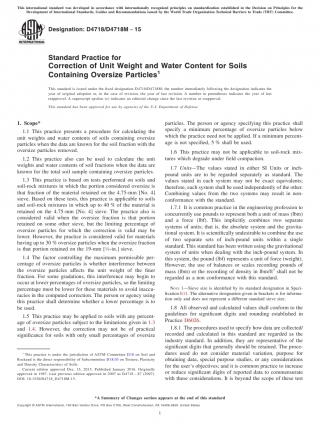 This international standard was developed in accordance with internationally recognized principles on standardization established in the Decision on Principles for the
Development of International Standards, Guides and Recommendations issued by the World Trade Organization Technical Barriers to Trade (TBT) Committee.
Designation: D4718/D4718M − 15
Standard Practice for
Correction of Unit Weight and Water Content for Soils
Containing Oversize Particles1
This standard is issued under the fixed designation D4718/D4718M; the number immediately following the designation indicates the
year of original adoption or, in the case of revision, the year of last revision. A number in parentheses indicates the year of last
reapproval. A superscript epsilon (ε) indicates an editorial change since the last revision or reapproval.
This standard has been approved for use by agencies of the U.S. Department of Defense.
1. Scope*
1.1 This practice presents a procedure for calculating the
unit weights and water contents of soils containing oversize
particles when the data are known for the soil fraction with the
oversize particles removed.
1.2 This practice also can be used to calculate the unit
weights and water contents of soil fractions when the data are
known for the total soil sample containing oversize particles.
1.3 This practice is based on tests performed on soils and
soil-rock mixtures in which the portion considered oversize is
that fraction of the material retained on the 4.75-mm [No. 4]
sieve. Based on these tests, this practice is applicable to soils
and soil-rock mixtures in which up to 40 % of the material is
retained on the 4.75-mm [No. 4] sieve. The practice also is
considered valid when the oversize fraction is that portion
retained on some other sieve, but the limiting percentage of
oversize particles for which the correction is valid may be
lower. However, the practice is considered valid for materials
having up to 30 % oversize particles when the oversize fraction
is that portion retained on the 19-mm [¾-in.] sieve.
1.4 The factor controlling the maximum permissible per-
centage of oversize particles is whether interference between
the oversize particles affects the unit weight of the finer
fraction. For some gradations, this interference may begin to
occur at lower percentages of oversize particles, so the limiting
percentage must be lower for these materials to avoid inaccu-
racies in the computed correction. The person or agency using
this practice shall determine whether a lower percentage is to
be used.
1.5 This practice may be applied to soils with any percent-
age of oversize particles subject to the limitations given in 1.3
and 1.4. However, the correction may not be of practical
significance for soils with only small percentages of oversize
1 This practice is under the jurisdiction of ASTM Committee D18 on Soil and
Rock and is the direct responsibility of Subcommittee D18.03 on Texture, Plasticity
and Density Characteristics of Soils.
Current edition approved Dec. 15, 2015. Published January 2016. Originally
approved in 1987. Last previous edition approved in 2007 as D4718 – 87 (2007).
DOI: 10.1520/D4718_D4718M-15.
particles. The person or agency specifying this practice shall
specify a minimum percentage of oversize particles below
which the practice need not be applied. If a minimum percent-
age is not specified, 5 % shall be used.
1.6 This practice may not be applicable to soil-rock mix-
tures which degrade under field compaction.
1.7 Units—The values stated in either SI Units or inch-
pound units are to be regarded separately as standard. The
values stated in each system may not be exact equivalents;
therefore, each system shall be used independently of the other.
Combining values from the two systems may result in non-
conformance with the standard.
1.7.1 It is common practice in the engineering profession to
concurrently use pounds to represent both a unit of mass (lbm)
and a force (lbf). This implicitly combines two separate
systems of units; that is, the absolute system and the gravita-
tional system. It is scientifically undesirable to combine the use
of two separate sets of inch-pound units within a single
standard. This standard has been written using the gravitational
system of units when dealing with the inch-pound system. In
this system, the pound (lbf) represents a unit of force (weight).
However, the use of balances or scales recording pounds of
mass (lbm) or the recording of density in lbm/ft3 shall not be
regarded as a non conformance with this standard.
NOTE 1—Sieve size is identified by its standard designation in Speci-
fication E11. The alternative designation given in brackets is for informa-
tion only and does not represent a different standard sieve size.
1.8 All observed and calculated values shall conform to the
guidelines for significant digits and rounding established in
Practice D6026.
1.8.1 The procedures used to specify how data are collected/
recorded and calculated in this standard are regarded as the
industry standard. In addition, they are representative of the
significant digits that generally should be retained. The proce-
dures used do not consider material variation, purpose for
obtaining data, special purpose studies, or any considerations
for the user's objectives; and it is common practice to increase
or reduce significant digits of reported data to commensurate
with these considerations. It is beyond the scope of these test
*A Summary of Changes section appears at the end of this standard
Copyright © ASTM International, 100 Barr Harbor Drive, PO Box C700, West Conshohocken, PA 19428-2959. United States
1